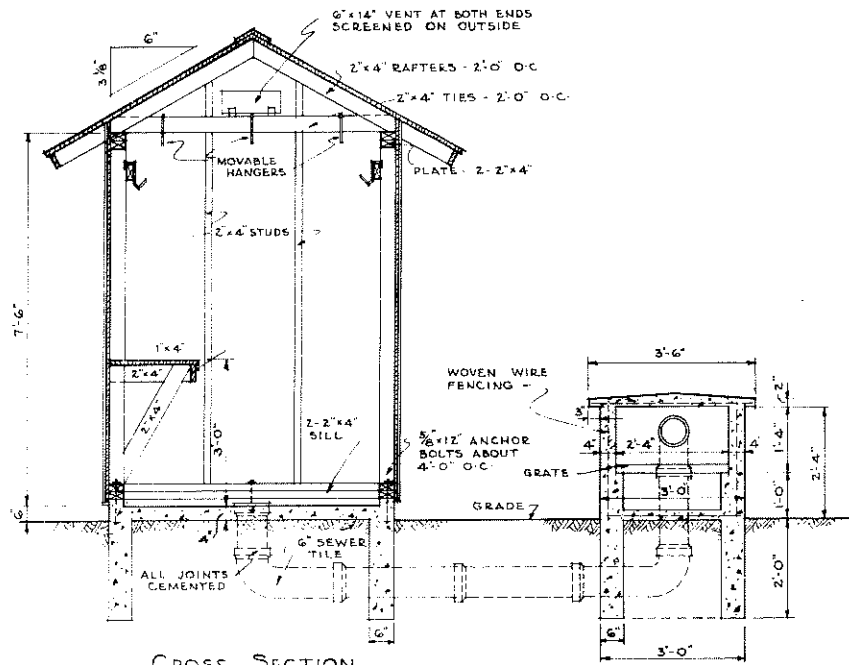 6"x14" VENT AT BOTH ENDS
SCREENED ON OUTSIDE
6"
3 1/8"
2"x4" RAFTERS - 2'-0" O.C.
2"x4" TIES - 2'-0" O.C.
MOVABLE
HANGERS
PLATE - 2-2"x4"
2"x4" STUDS
7'-6"
1"x4"
2"x4"
2"x4"
3'-0"
2-2"x4"
SILL
5/8"x12" ANCHOR
BOLTS ABOUT
4'-0" O.C.
6"
4"
6" SEWER
TILE
ALL JOINTS
CEMENTED
6"
GRADE
WOVEN WIRE
FENCING
3'-6"
2"
3"
4"
2'-4"
4"
GRATE
3'-0"
1'-4"
1'-0"
2'-4"
2'-0"
6"
3'-0"
CROSS SECTION